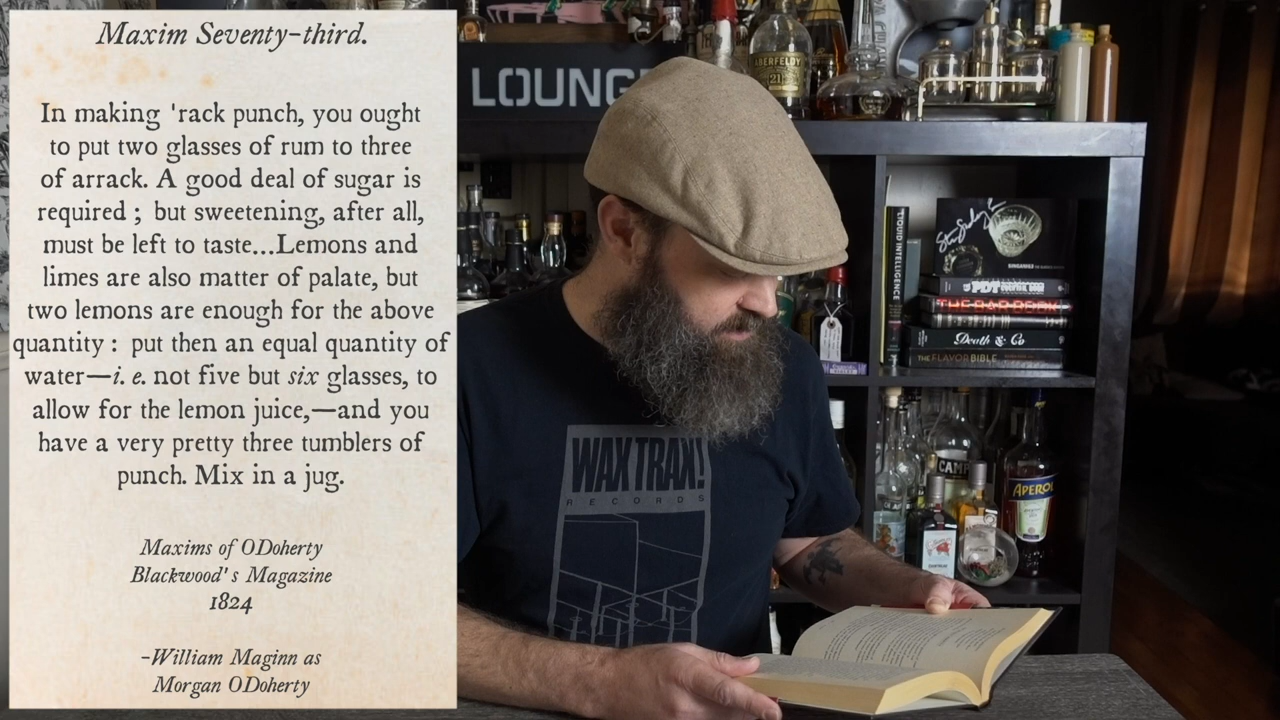 Maxim Seventy-third.
In making 'rack punch, you ought
to put two glasses of rum to three
of arrack. A good deal of sugar is
required ; but sweetening, after all,
must be left to taste...Lemons and
limes are also matter of palate, but
two lemons are enough for the above
quantity : put then an equal quantity of
water—i. e. not five but six glasses, to
allow for the lemon juice,—and you
have a very pretty three tumblers of
punch. Mix in a jug.
Maxims of ODoherty
Blackwood's Magazine
1824
-William Maginn as
Morgan ODoherty
LOUNG
ABERFELDY
21
LIQUID INTELLIGENCE
SINGANI63
PDT
THE BAR BOOK
Death & Co
THE FLAVOR BIBLE
CAMP
APEROL
WAX TRAX!
RECORDS